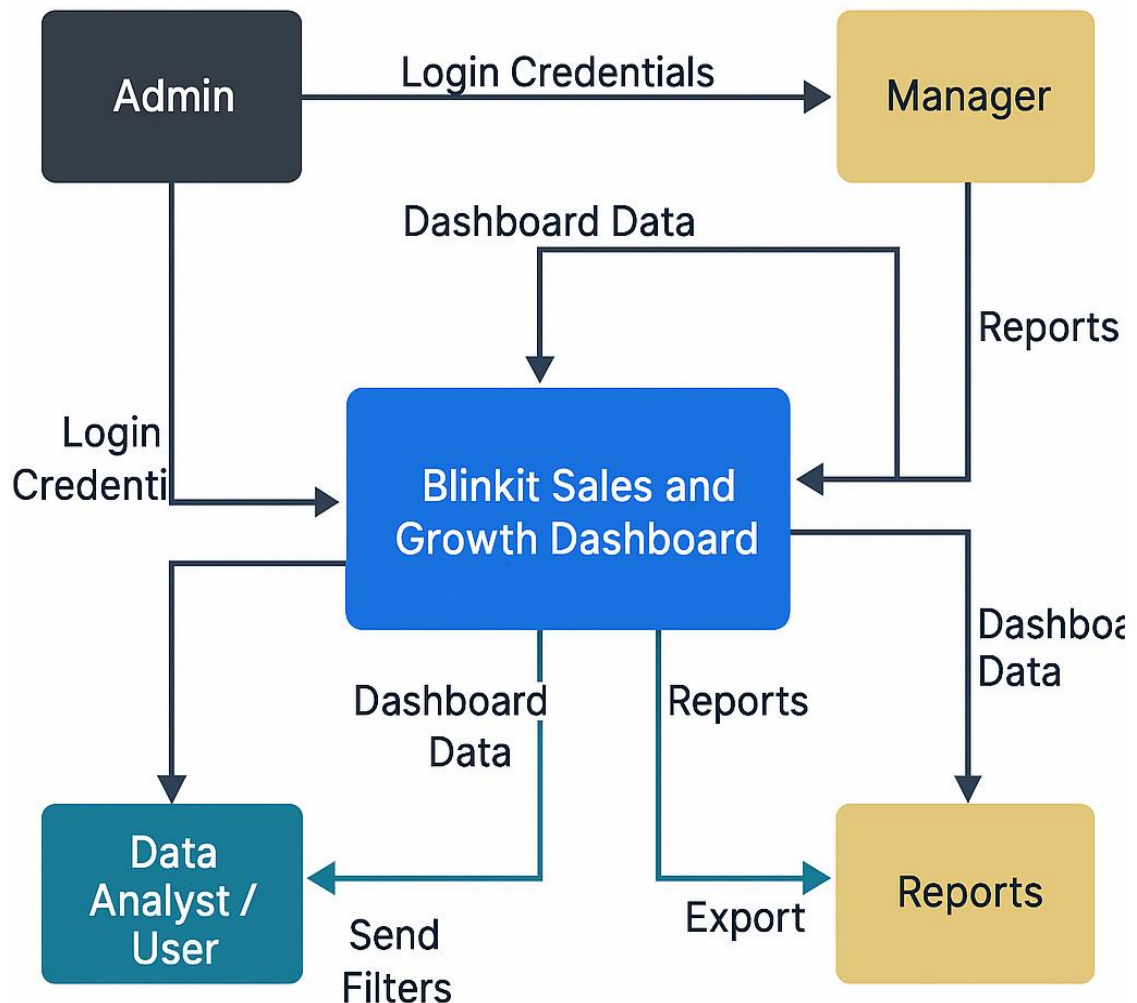 Admin
Login Credentials
Manager
Dashboard Data
Reports
Login
Credenti
Blinkit Sales and
Growth Dashboard
Dashboa
Data
Dashboard
Data
Reports
Data
Analyst /
User
Send
Filters
Export
Reports